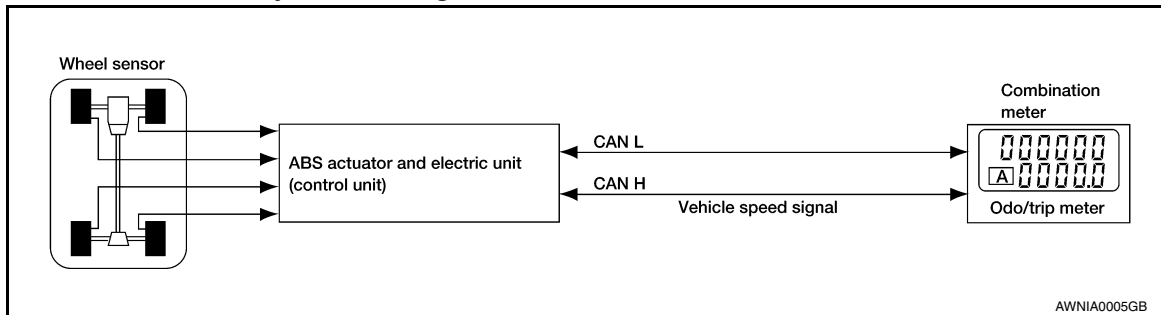 Wheel sensor
ABS actuator and electric unit
(control unit)
CAN L
CAN H
Vehicle speed signal
Combination
meter
000000
A 0000.0
Odo/trip meter
AWNIA0005GB